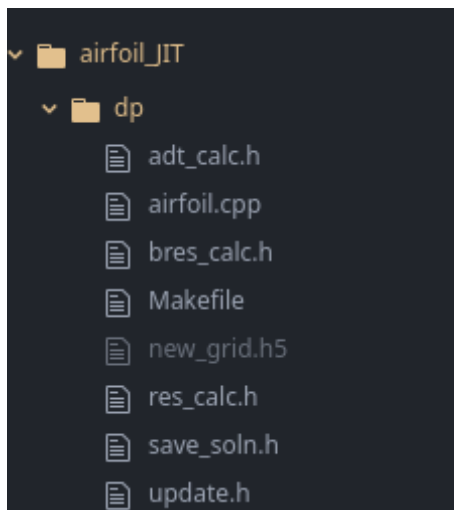 airfoil_JIT
dp
adt_calc.h
airfoil.cpp
bres_calc.h
Makefile
new_grid.h5
res_calc.h
save_soln.h
update.h